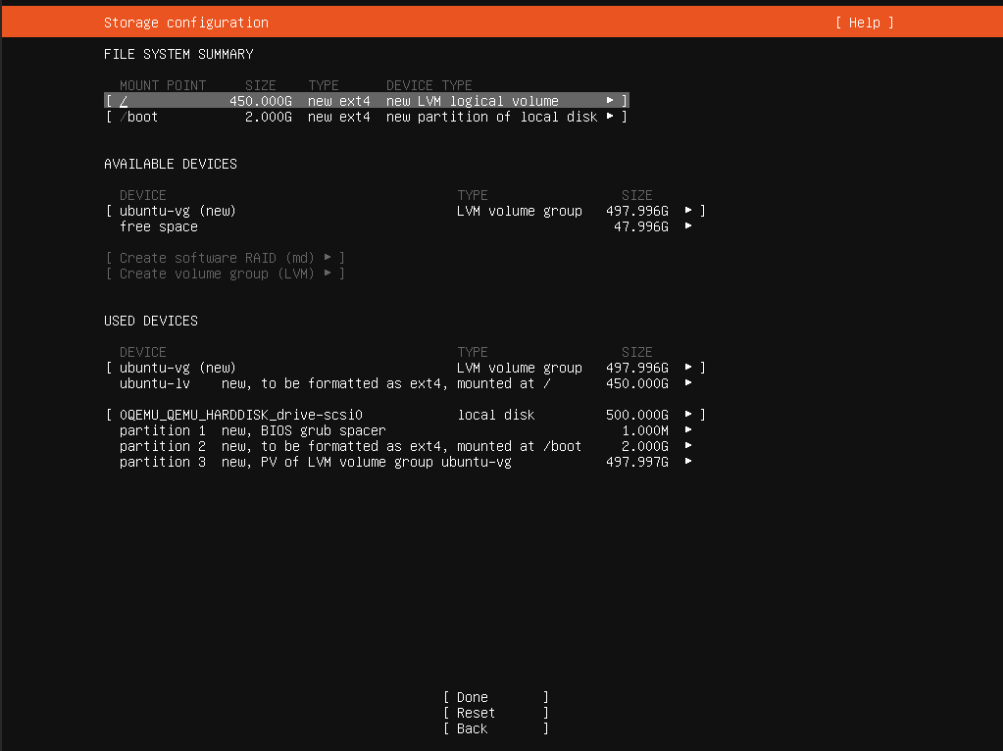 Storage configuration [ Help ]
FILE SYSTEM SUMMARY
MOUNT POINT SIZE TYPE DEVICE TYPE
[ / 450.000G new ext4 new LVM logical volume ▸ ]
[ /boot 2.000G new ext4 new partition of local disk ▸ ]
AVAILABLE DEVICES
DEVICE TYPE SIZE
[ ubuntu-vg (new) LVM volume group 497.996G ▸ ]
free space 47.996G ▸
[ Create software RAID (md) ▸ ]
[ Create volume group (LVM) ▸ ]
USED DEVICES
DEVICE TYPE SIZE
[ ubuntu-vg (new) LVM volume group 497.996G ▸ ]
ubuntu-lv new, to be formatted as ext4, mounted at / 450.000G ▸
[ 0QEMU_QEMU_HARDDISK_drive-scsi0 local disk 500.000G ▸ ]
partition 1 new, BIOS grub spacer 1.000M ▸
partition 2 new, to be formatted as ext4, mounted at /boot 2.000G ▸
partition 3 new, PV of LVM volume group ubuntu-vg 497.997G ▸
[ Done ]
[ Reset ]
[ Back ]